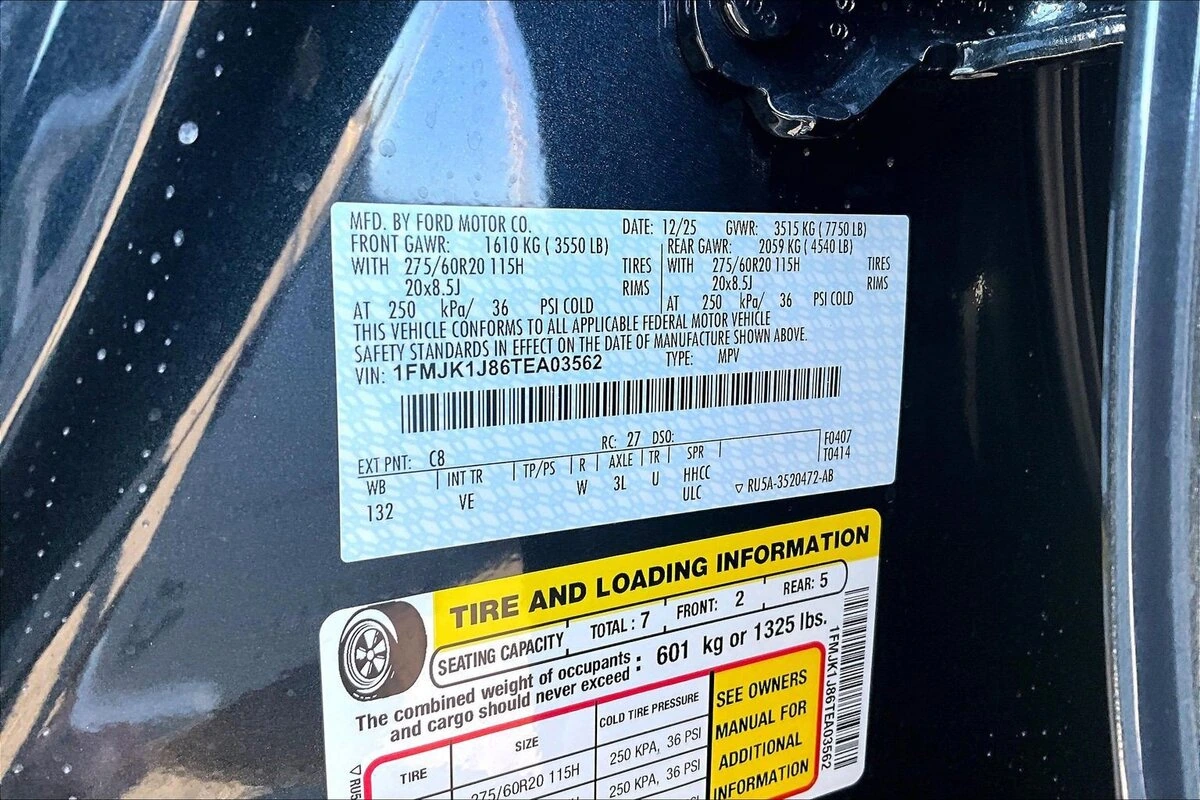 MFD. BY FORD MOTOR CO. DATE: 12/25 GVWR: 3515 KG ( 7750 LB)
FRONT GAWR: 1610 KG ( 3550 LB) REAR GAWR: 2059 KG ( 4540 LB)
WITH 275/60R20 115H TIRES WITH 275/60R20 115H TIRES
20x8.5J RIMS 20x8.5J RIMS
AT 250 kPa/ 36 PSI COLD AT 250 kPa/ 36 PSI COLD
THIS VEHICLE CONFORMS TO ALL APPLICABLE FEDERAL MOTOR VEHICLE
SAFETY STANDARDS IN EFFECT ON THE DATE OF MANUFACTURE SHOWN ABOVE.
VIN: 1FMJK1J86TEA03562 TYPE: MPV
EXT PNT: C8 RC: 27 DSO: F0407
WB INT TR TP/PS R AXLE TR SPR T0414
132 VE W 3L U HHCC
ULC ▽ RU5A-3520472-AB
TIRE AND LOADING INFORMATION
SEATING CAPACITY TOTAL: 7 FRONT: 2 REAR: 5
The combined weight of occupants and cargo should never exceed : 601 kg or 1325 lbs.
TIRE SIZE COLD TIRE PRESSURE
275/60R20 115H 250 KPA, 36 PSI
250 KPA, 36 PSI
SEE OWNERS
MANUAL FOR
ADDITIONAL
INFORMATION
1FMJK1J86TEA03562
▽RU5